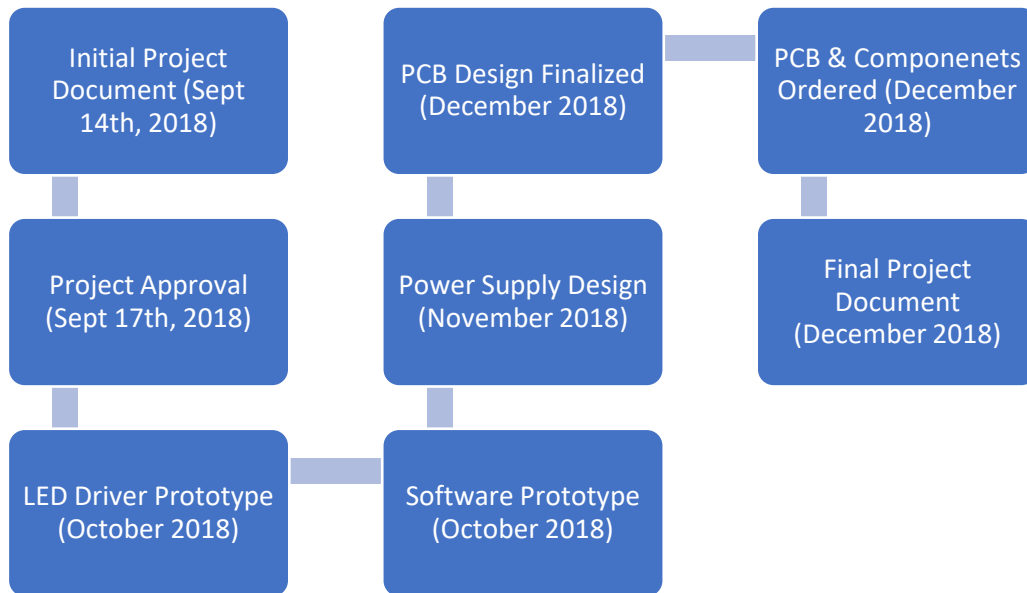 Initial Project
Document (Sept
14th, 2018)
Project Approval
(Sept 17th, 2018)
LED Driver Prototype
(October 2018)
Software Prototype
(October 2018)
Power Supply Design
(November 2018)
PCB Design Finalized
(December 2018)
PCB & Componenets
Ordered (December
2018)
Final Project
Document
(December 2018)